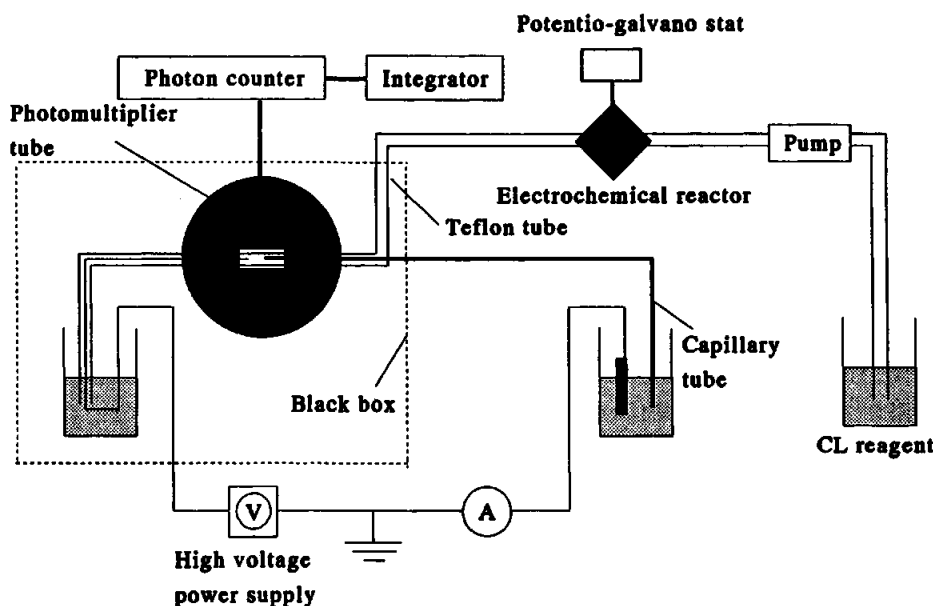 Potentio-galvano stat
Photon counter
Integrator
Photomultiplier
tube
Pump
Electrochemical reactor
Teflon tube
Capillary
tube
Black box
CL reagent
V
A
High voltage
power supply